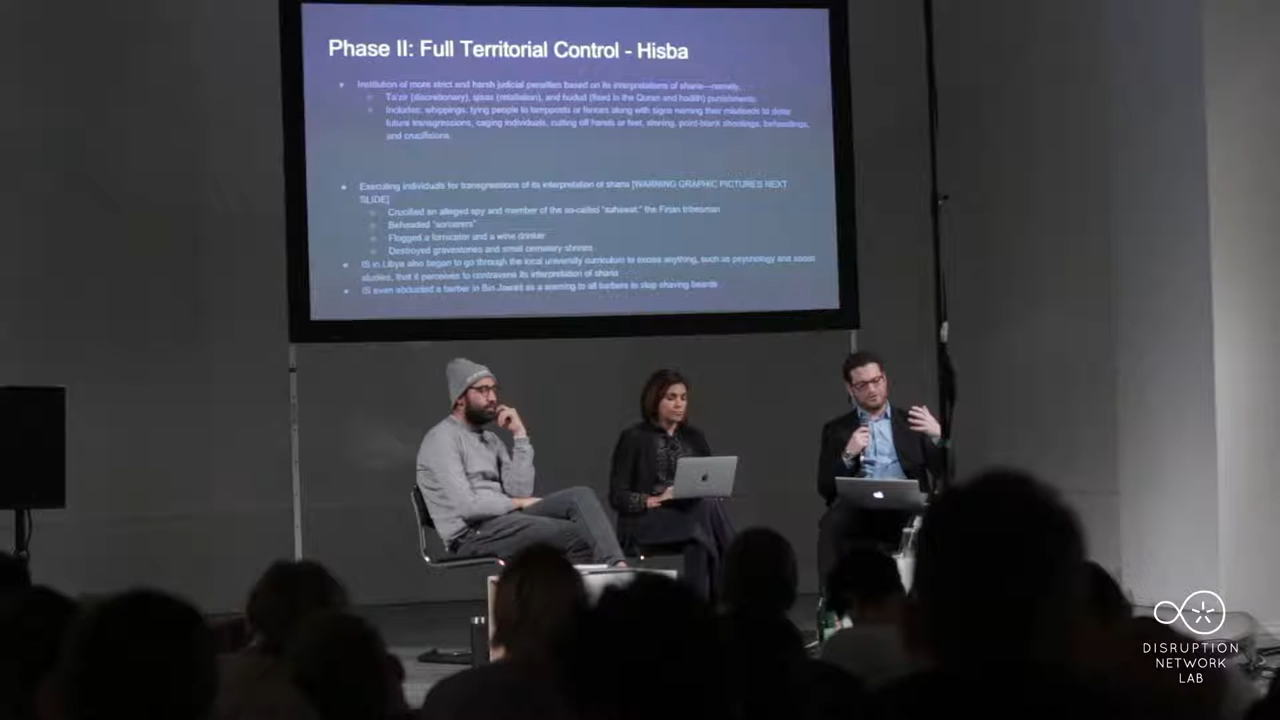 Phase II: Full Territorial Control - Hisba
Institution of more strict and harsh judicial penalties based on its interpretations of sharia—namely,
Ta'zir (discretionary), qisas (retaliation), and hudud (fixed in the Quran and hadith) punishments.
Includes: whippings, tying people to lampposts or fences along with signs naming their misdeeds to deter
future transgressions, caging individuals, cutting off hands or feet, stoning, point-blank shootings, beheadings,
and crucifixions.
Executing individuals for transgressions of its interpretation of sharia [WARNING GRAPHIC PICTURES NEXT
SLIDE]
Crucified an alleged spy and member of the so-called "sahawat:" the Firjan tribesman
Beheaded "sorcerers"
Flogged a fornicator and a wine drinker
Destroyed gravestones and small cemetery shrines
IS in Libya also began to go through the local university curriculum to excise anything, such as psychology and social
studies, that it perceives to contravene its interpretation of sharia
IS even abducted a barber in Bin Jawad as a warning to all barbers to stop shaving beards
DISRUPTION
NETWORK
LAB